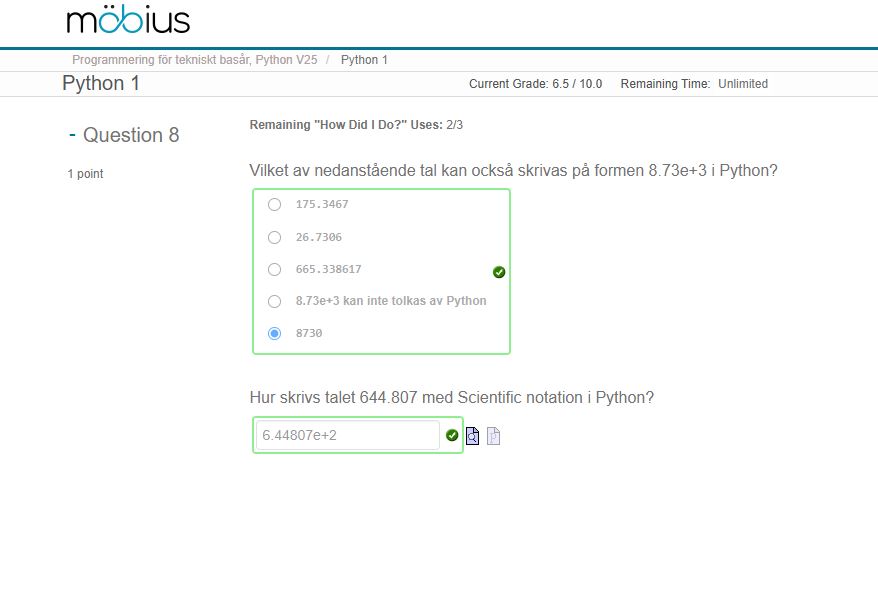 möbius
Programmering för tekniskt basår, Python V25 / Python 1
Python 1 Current Grade: 6.5 / 10.0 Remaining Time: Unlimited
- Question 8
1 point
Remaining "How Did I Do?" Uses: 2/3
Vilket av nedanstående tal kan också skrivas på formen 8.73e+3 i Python?
175.3467
26.7306
665.338617
8.73e+3 kan inte tolkas av Python
8730
Hur skrivs talet 644.807 med Scientific notation i Python?
6.44807e+2